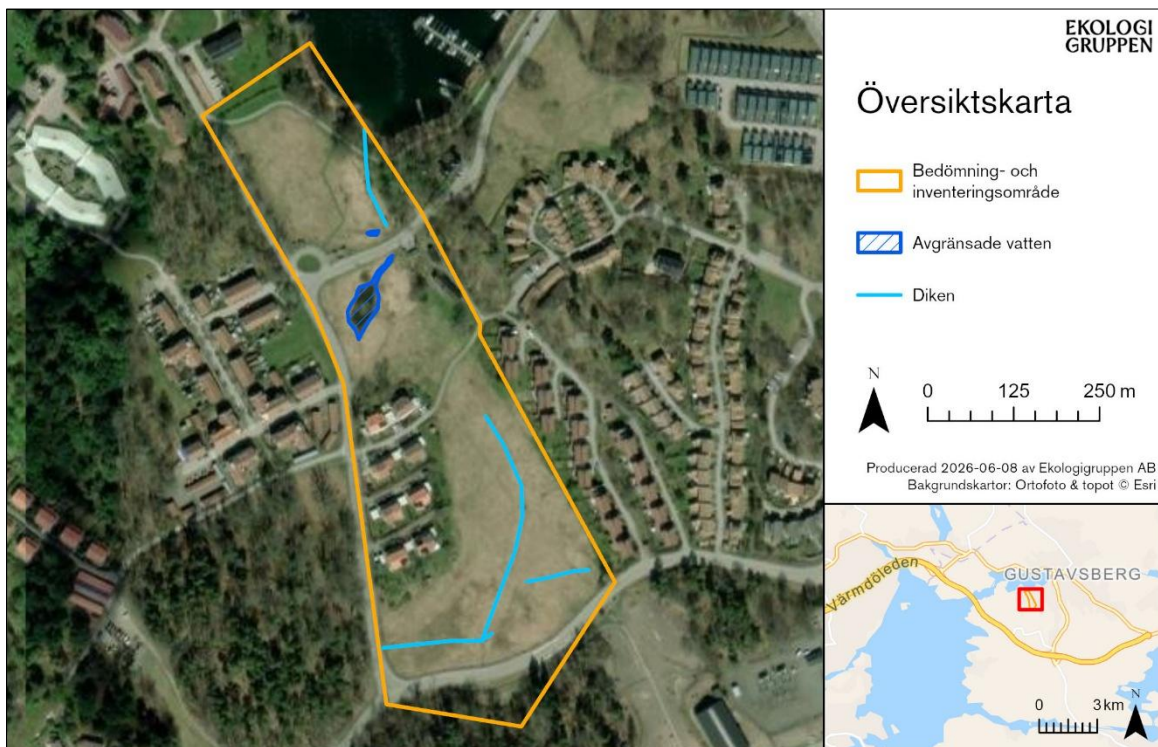 EKOLOGI
GRUPPEN
Översiktskarta
Bedömning- och
inventeringsområde
Avgränsade vatten
Diken
N
0 125 250 m
Producerad 2026-06-08 av Ekologigruppen AB
Bakgrundskartor: Ortofoto & topot © Esri
Värmdöleden
GUSTAVSBERG
0 3 km
N